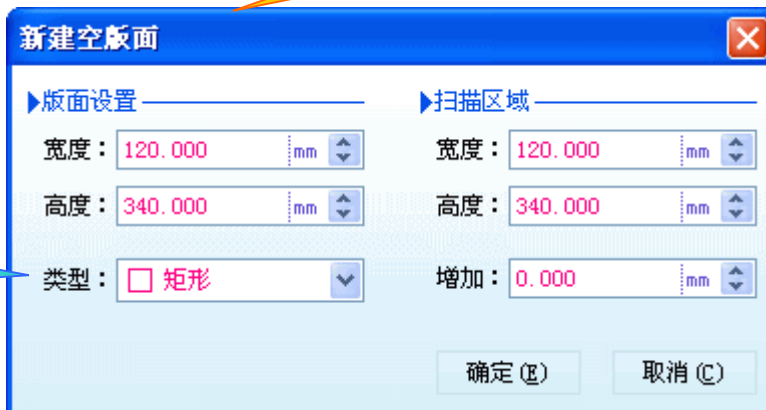 新建空版面
版面设置
扫描区域
宽度：120.000 mm
宽度：120.000 mm
高度：340.000 mm
高度：340.000 mm
类型：矩形
增加：0.000 mm
确定(E)
取消(C)